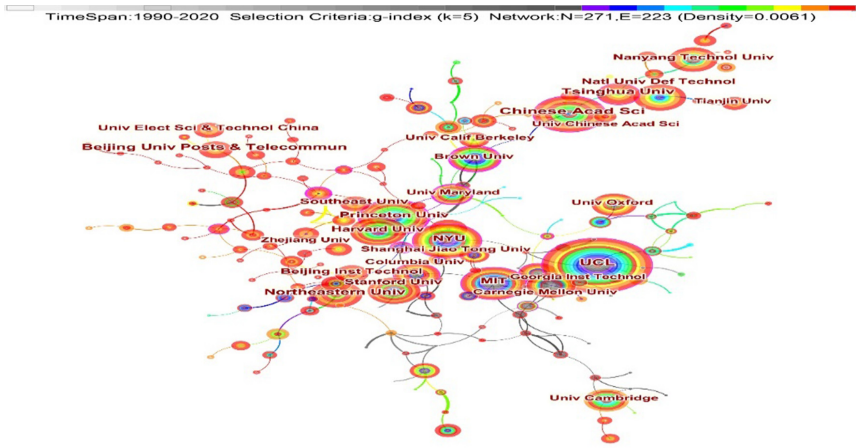 TimeSpan:1990-2020 Selection Criteria:g-index (k=5) Network:N=271,E=223 (Density=0.0061)
Nanyang Technol Univ
Natl Univ Def Technol
Tsinghua Univ
Tianjin Univ
Chinese Acad Sci
Univ Chinese Acad Sci
Univ Elect Sci & Technol China
Univ Calif Berkeley
Beijing Univ Posts & Telecommun
Brown Univ
Univ Maryland
Southeast Univ
Univ Oxford
Princeton Univ
Harvard Univ
Zhejiang Univ
NYU
Shanghai Jiao Tong Univ
Columbia Univ
UCL
Beijing Inst Technol
Georgia Inst Technol
Stanford Univ
MIT
Northeastern Univ
Carnegie Mellon Univ
Univ Cambridge